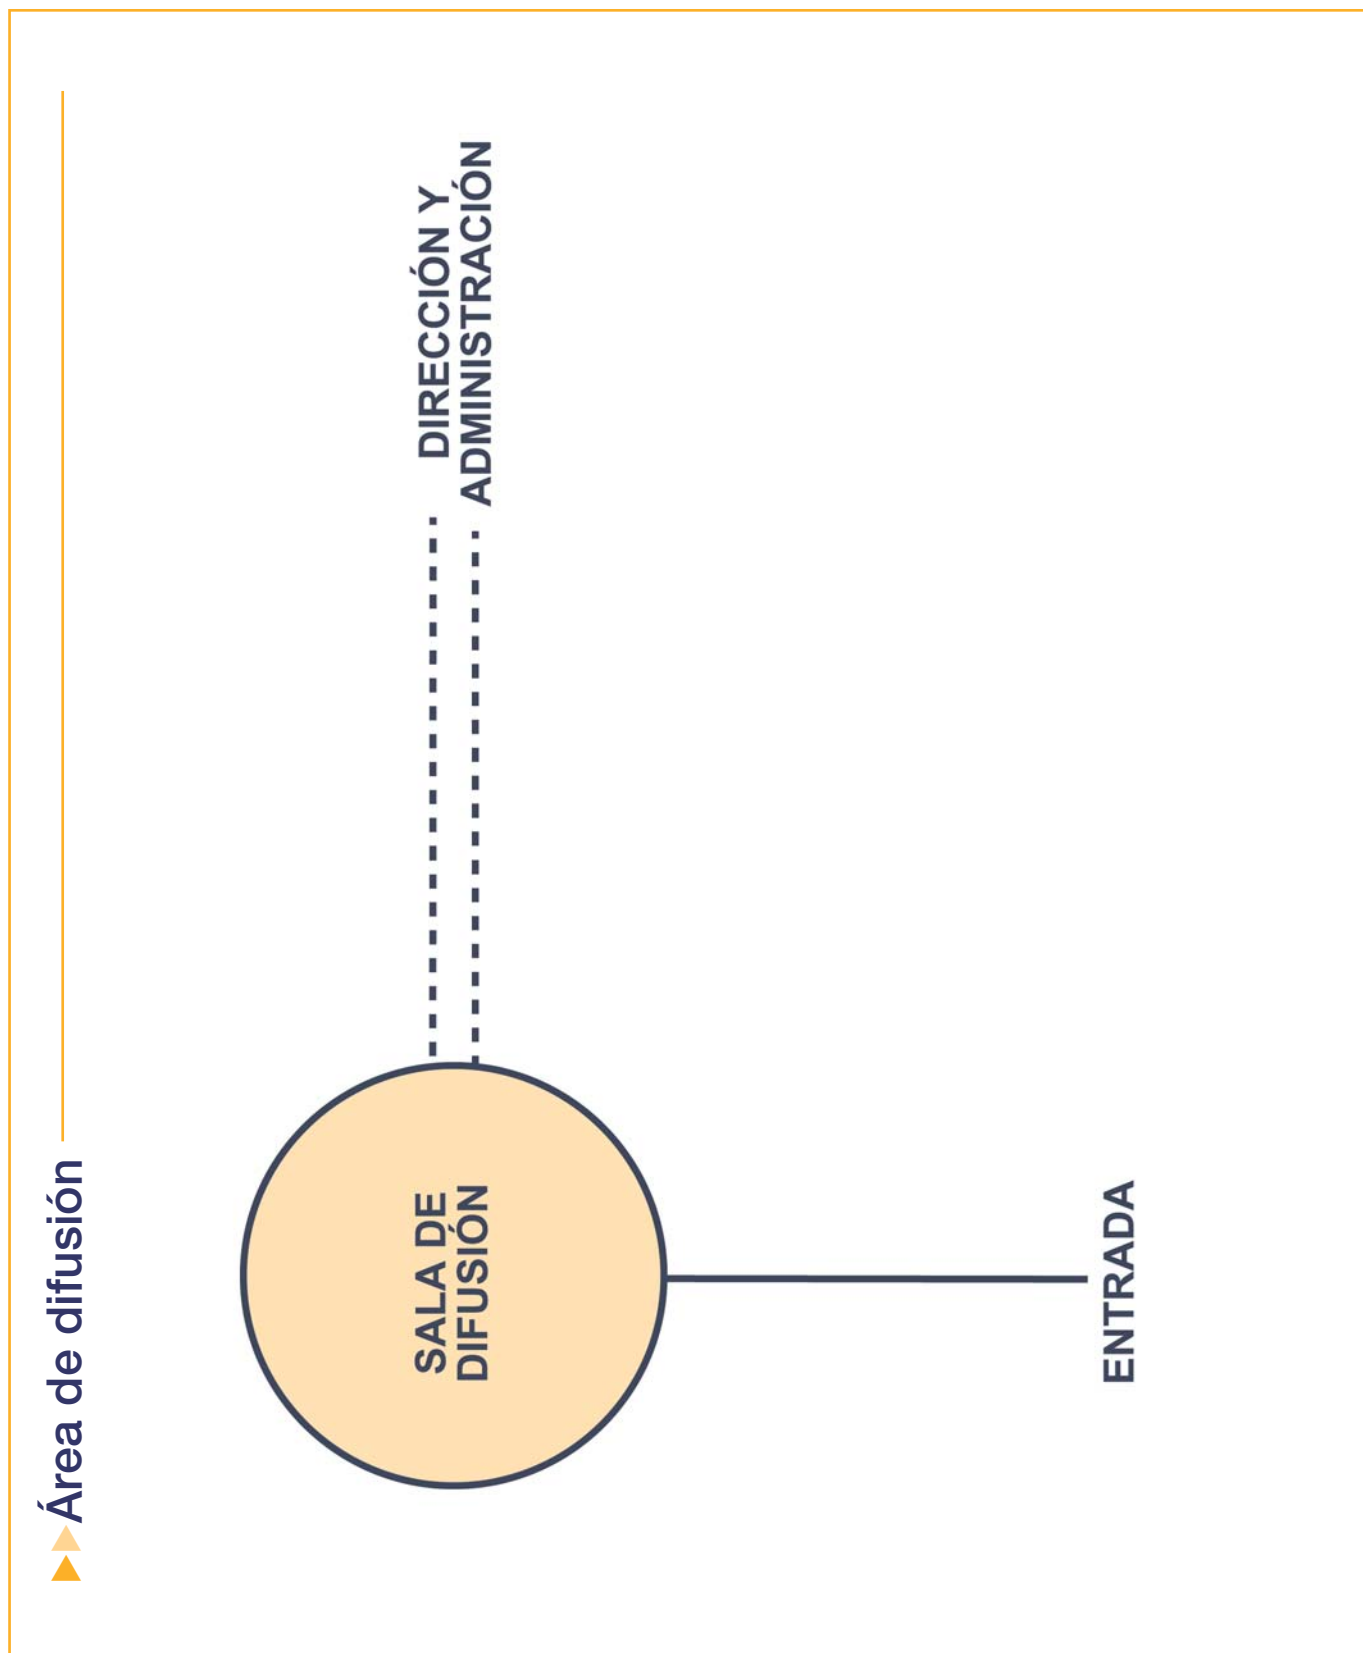 Área de difusión
SALA DE
DIFUSIÓN
DIRECCIÓN Y
ADMINISTRACIÓN
ENTRADA